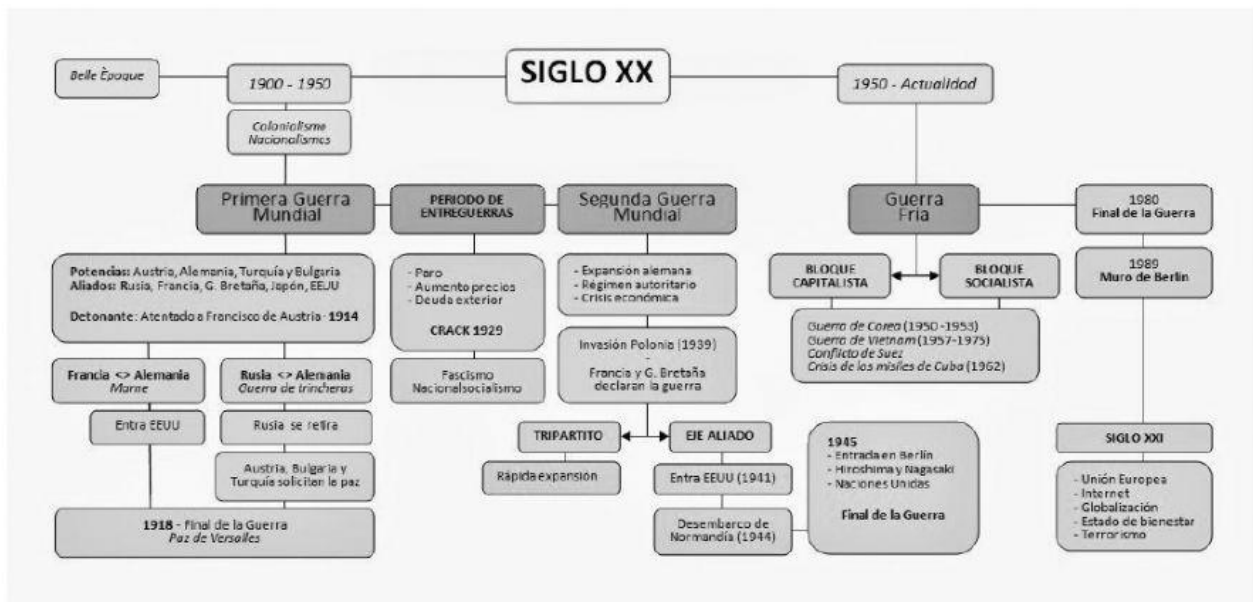 SIGLO XX
Belle Èpoque
1900 - 1950
1950 - Actualidad
Colonialismo
Nacionalismos
Primera Guerra
Mundial
PERIODO DE
ENTREGUERRAS
Segunda Guerra
Mundial
Guerra
Fría
1980
Final de la Guerra
Potencias: Austria, Alemania, Turquía y Bulgaria
Aliados: Rusia, Francia, G. Bretaña, Japón, EEUU
Detonante: Atentado a Francisco de Austria - 1914
- Paro
- Aumento precios
- Deuda exterior
CRACK 1929
- Expansión alemana
- Régimen autoritario
- Crisis económica
BLOQUE
CAPITALISTA
BLOQUE
SOCIALISTA
1989
Muro de Berlín
Guerra de Corea (1950 -1953)
Guerra de Vietnam (1957-1975)
Conflicto de Suez
Crisis de los misiles de Cuba (1962)
Invasión Polonia (1939)
-
Francia y G. Bretaña
declaran la guerra
Francia <> Alemania
Marne
Rusia <> Alemania
Guerra de trincheras
Fascismo
Nacionalsocialismo
Entra EEUU
Rusia se retira
Austria, Bulgaria y
Turquía solicitan la paz
1918 - Final de la Guerra
Paz de Versalles
TRIPARTITO
EJE ALIADO
Rápida expansión
Entra EEUU (1941)
Desembarco de
Normandía (1944)
1945
- Entrada en Berlín
- Hiroshima y Nagasaki
- Naciones Unidas
Final de la Guerra
SIGLO XXI
- Unión Europea
- Internet
- Globalización
- Estado de bienestar
- Terrorismo